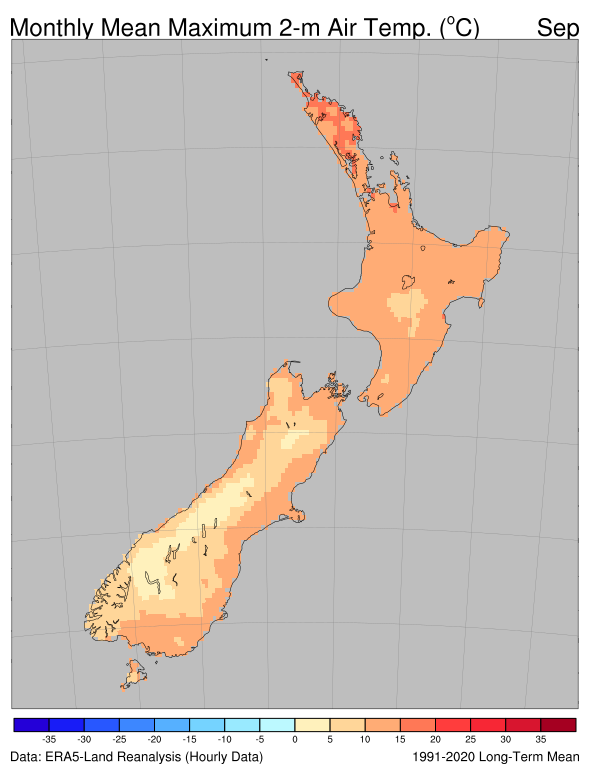 Monthly Mean Maximum 2-m Air Temp. (°C) Sep
-35 -30 -25 -20 -15 -10 -5 0 5 10 15 20 25 30 35
Data: ERA5-Land Reanalysis (Hourly Data) 1991-2020 Long-Term Mean